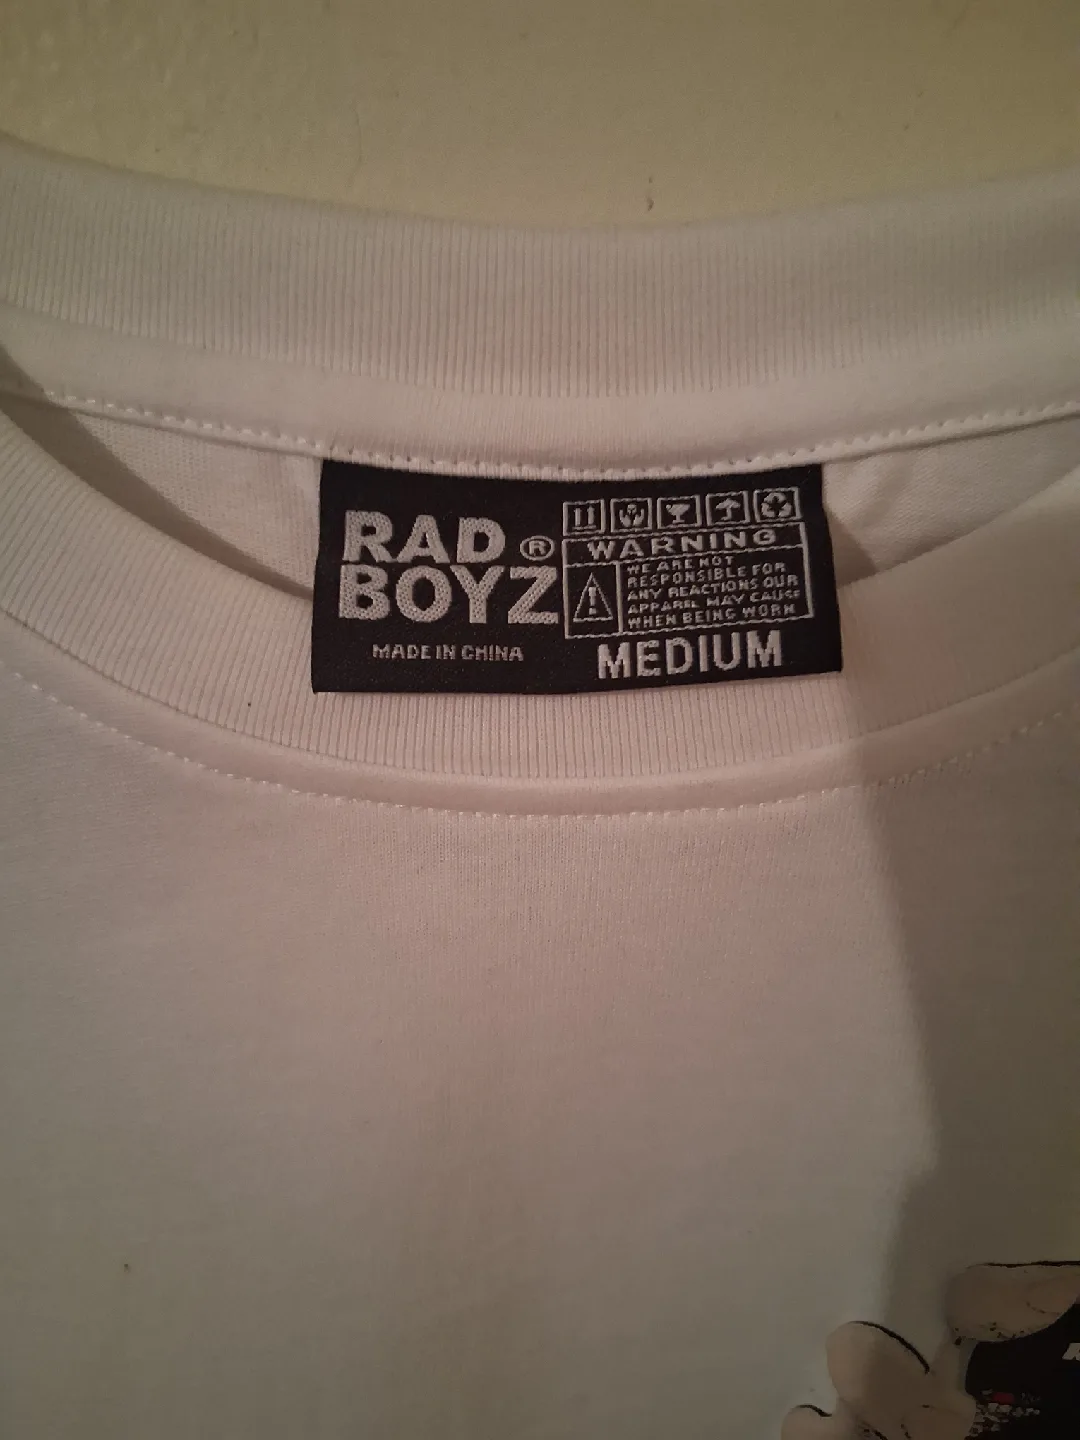 RAD ®
BOYZ
MADE IN CHINA
WARNING
WE ARE NOT
RESPONSIBLE FOR
ANY REACTIONS OUR
APPAREL MAY CAUSE
WHEN BEING WORN
MEDIUM